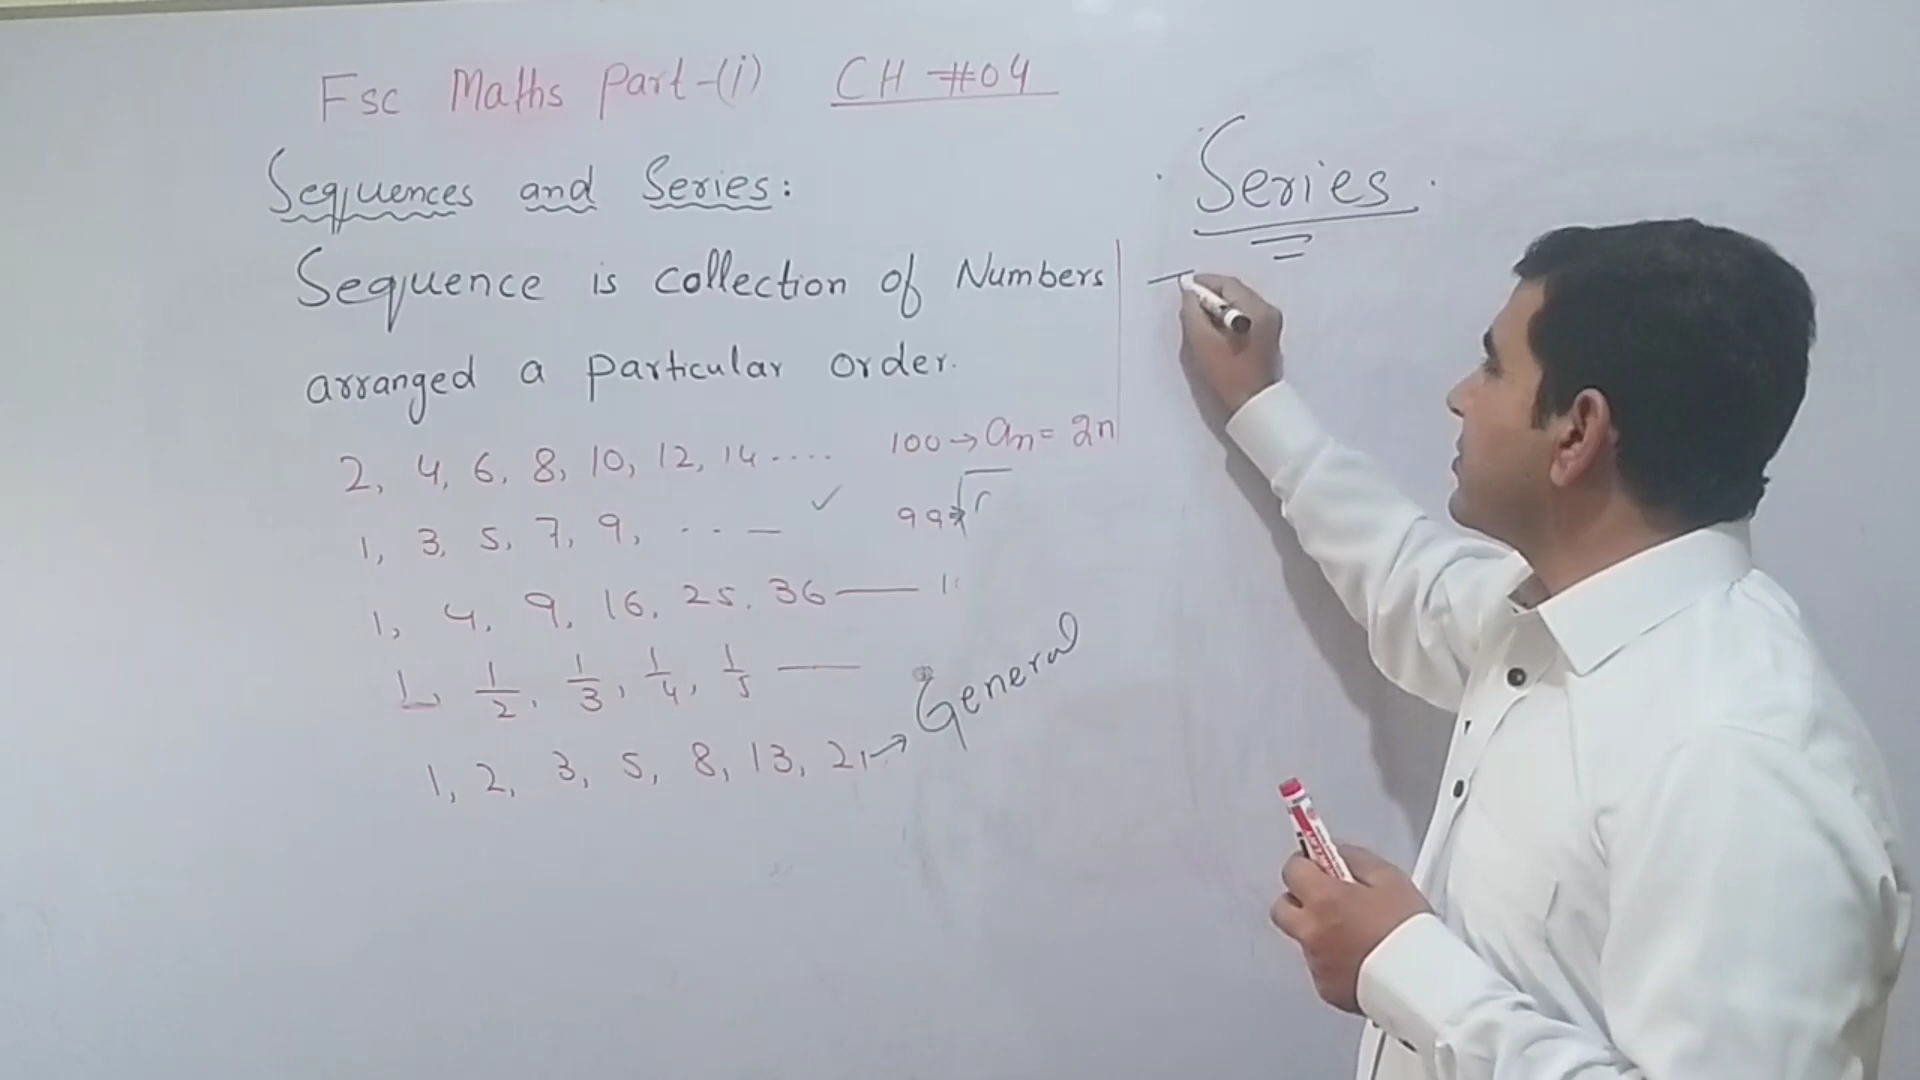 Fsc Maths Part-(i) CH #04
Sequences and Series:
Sequence is collection of Numbers
arranged a particular order.
2, 4, 6, 8, 10, 12, 14 .... 100 → an = 2n
1, 3, 5, 7, 9, ... — ✓ 99
1, 4, 9, 16, 25, 36 —
1, 1/2, 1/3, 1/4, 1/5 —
1, 2, 3, 5, 8, 13, 21 → General
Series